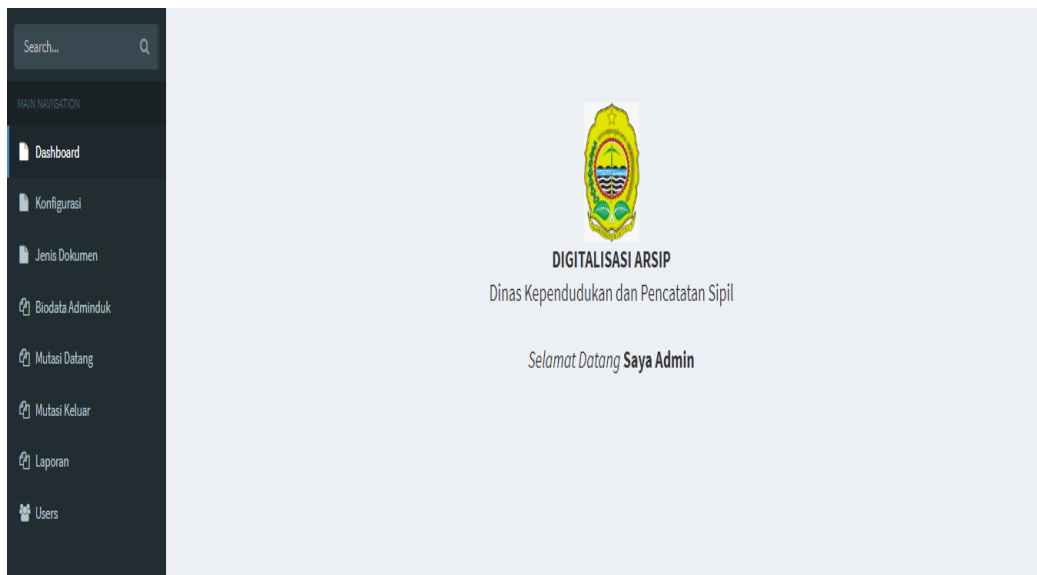 Search...
MAIN NAVIGATION
Dashboard
Konfigurasi
Jenis Dokumen
Biodata Adminduk
Mutasi Datang
Mutasi Keluar
Laporan
Users
DIGITALISASI ARSIP
Dinas Kependudukan dan Pencatatan Sipil
Selamat Datang Saya Admin